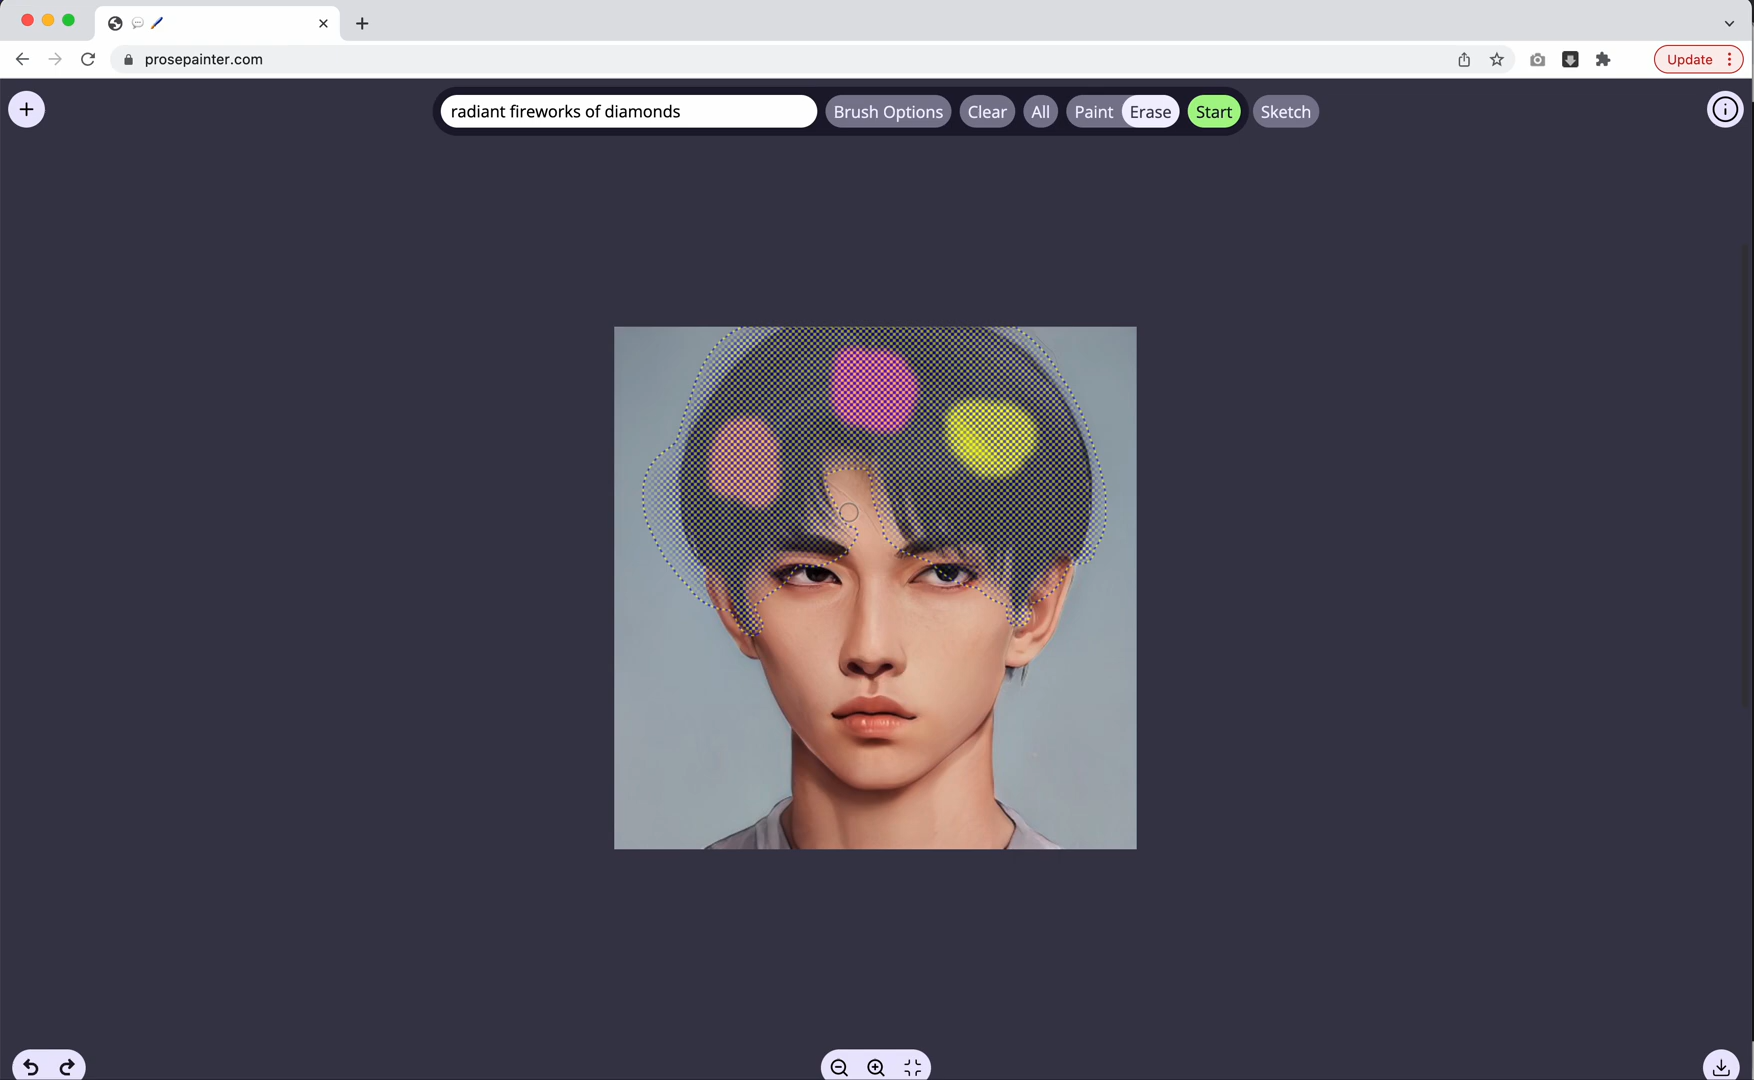 prosepainter.com
Update
radiant fireworks of diamonds
Brush Options
Clear
All
Paint
Erase
Start
Sketch